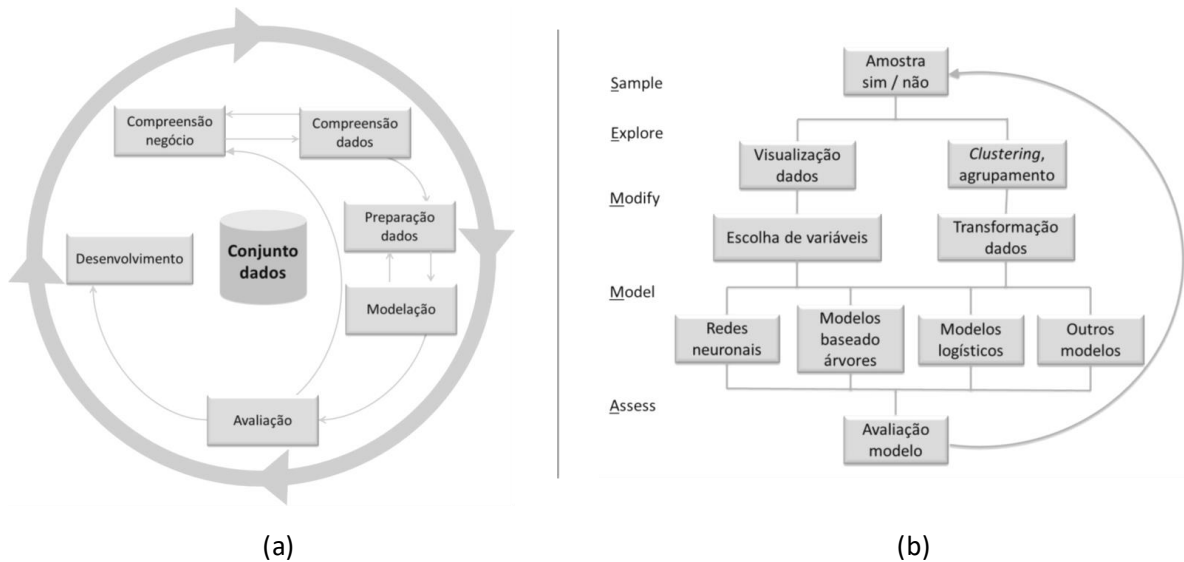 Compreensão
negócio
Compreensão
dados
Preparação
dados
Conjunto
dados
Desenvolvimento
Modelação
Avaliação
(a)
Sample
Explore
Modify
Model
Assess
Amostra
sim / não
Visualização
dados
Clustering,
agrupamento
Escolha de variáveis
Transformação
dados
Redes
neuronais
Modelos
baseado
árvores
Modelos
logísticos
Outros
modelos
Avaliação
modelo
(b)